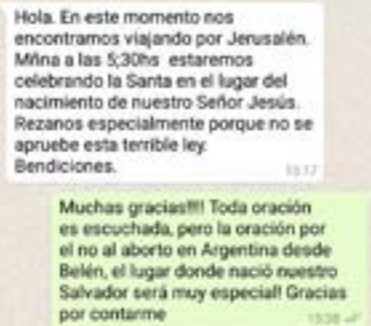 Hola. En este momento nos
encontramos viajando por Jerusalén.
Mñna a las 5;30hs estaremos
celebrando la Santa en el lugar del
nacimiento de nuestro Señor Jesús.
Rezanos especialmente porque no se
apruebe esta terrible ley.
Bendiciones.
Muchas gracias!!!! Toda oración
es escuchada, pero la oración por
el no al aborto en Argentina desde
Belén, el lugar donde nació nuestro
Salvador será muy especial! Gracias
por contarme